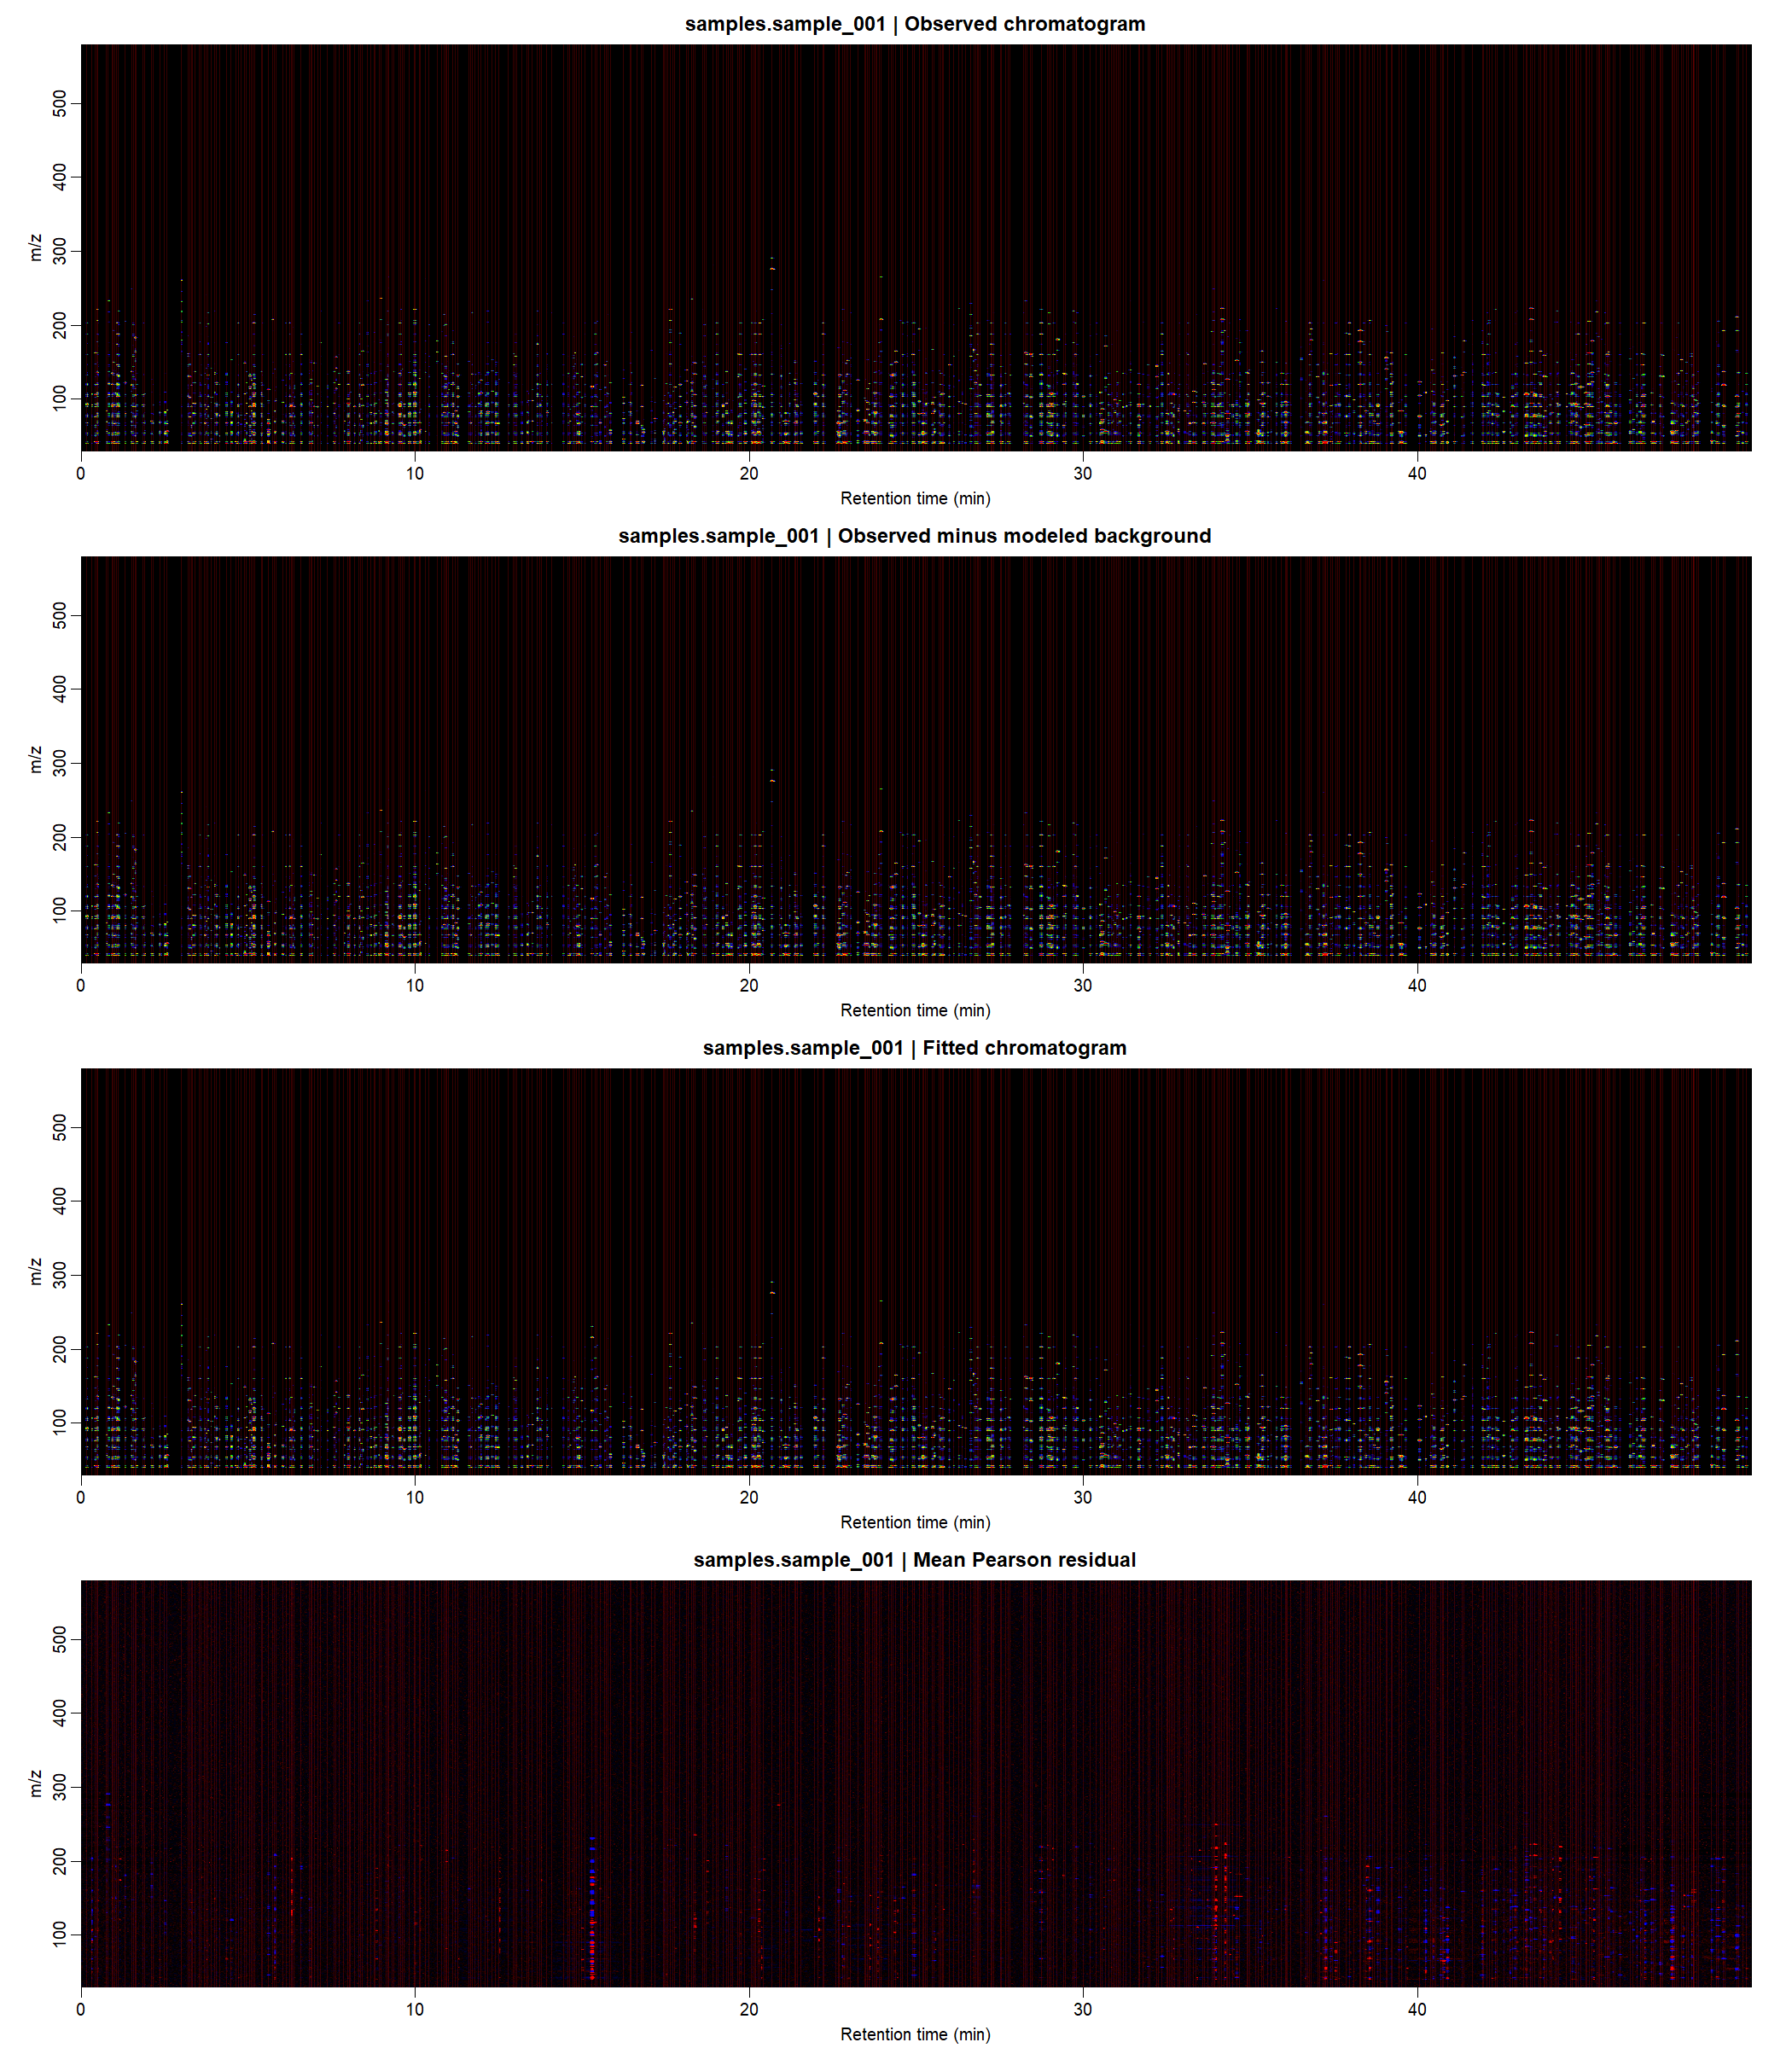 samples.sample_001 | Observed chromatogram
500
400
300
200
100
m/z
0 10 20 30 40
Retention time (min)
samples.sample_001 | Observed minus modeled background
500
400
300
200
100
m/z
0 10 20 30 40
Retention time (min)
samples.sample_001 | Fitted chromatogram
500
400
300
200
100
m/z
0 10 20 30 40
Retention time (min)
samples.sample_001 | Mean Pearson residual
500
400
300
200
100
m/z
0 10 20 30 40
Retention time (min)